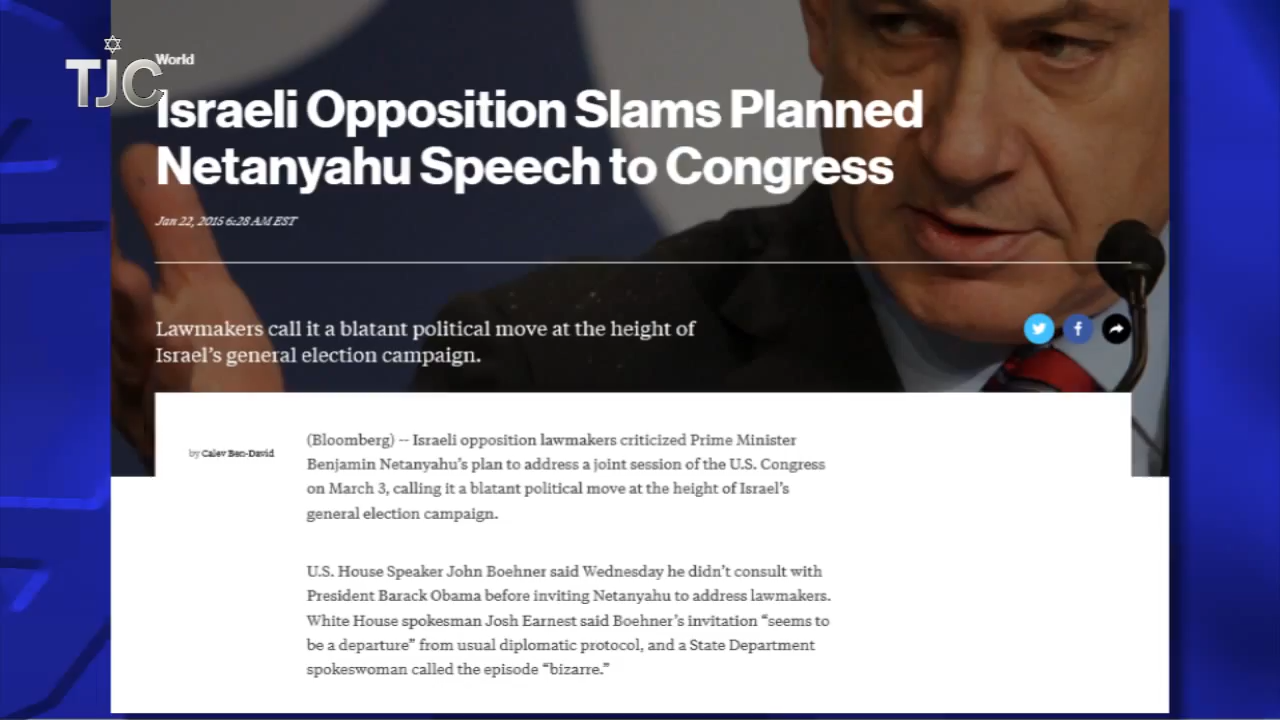 TJC
World
Israeli Opposition Slams Planned
Netanyahu Speech to Congress
Jan 22, 2015 6:28 AM EST
Lawmakers call it a blatant political move at the height of
Israel's general election campaign.
by Calev Ben-David
(Bloomberg) -- Israeli opposition lawmakers criticized Prime Minister
Benjamin Netanyahu's plan to address a joint session of the U.S. Congress
on March 3, calling it a blatant political move at the height of Israel's
general election campaign.
U.S. House Speaker John Boehner said Wednesday he didn't consult with
President Barack Obama before inviting Netanyahu to address lawmakers.
White House spokesman Josh Earnest said Boehner's invitation “seems to
be a departure” from usual diplomatic protocol, and a State Department
spokeswoman called the episode “bizarre.”